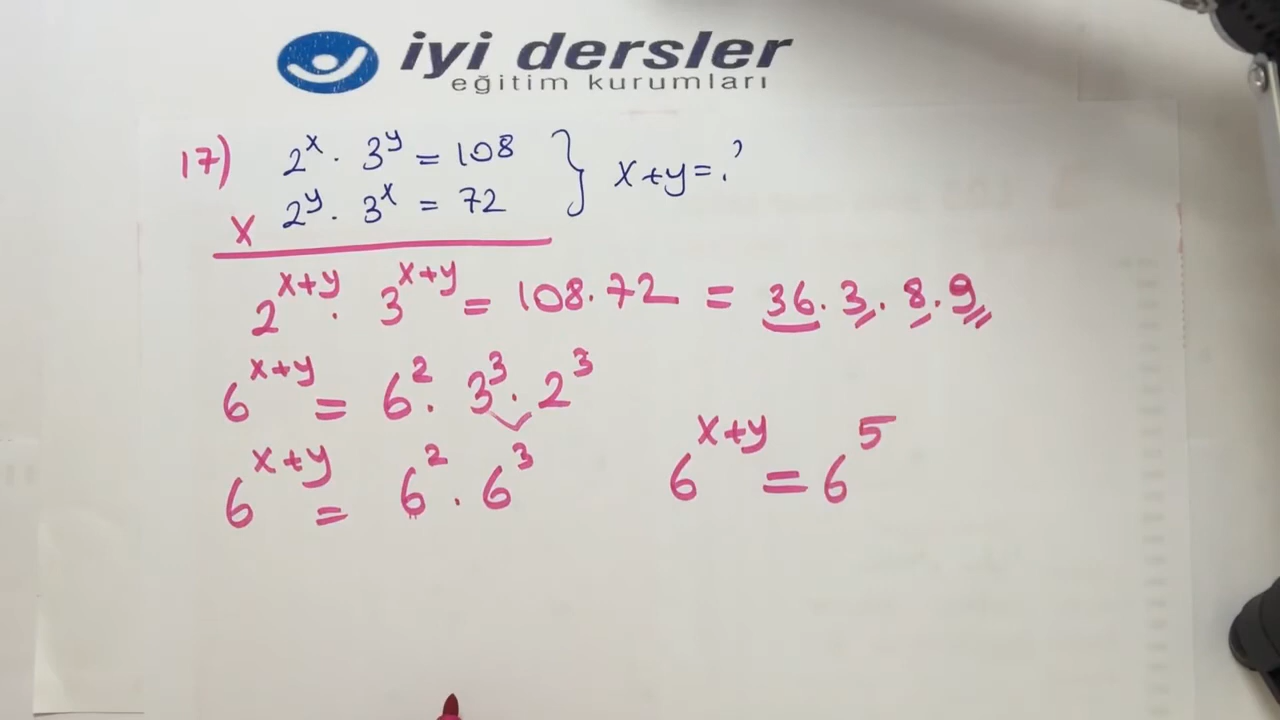 iyi dersler
eğitim kurumları
17) 2^x · 3^y = 108 } x+y=?
x 2^y · 3^x = 72
2^(x+y) · 3^(x+y) = 108 · 72 = 36 · 3 · 8 · 9
6^(x+y) = 6^2 · 3^3 · 2^3
6^(x+y) = 6^2 · 6^3
6^(x+y) = 6^5